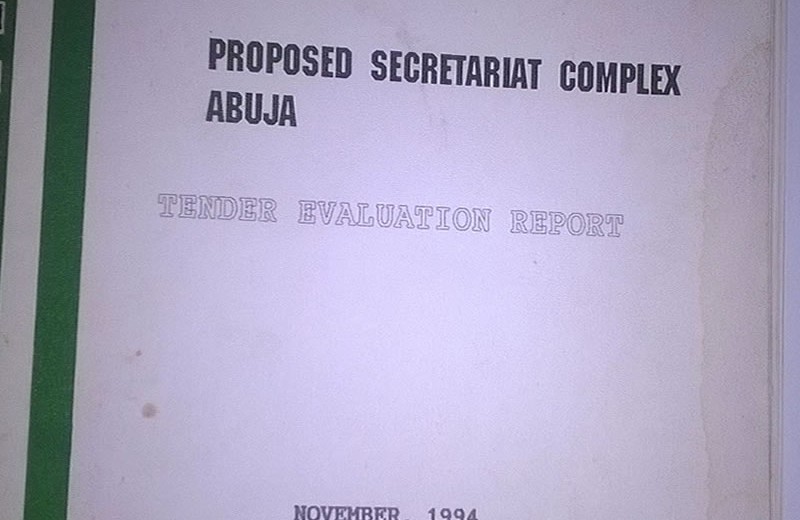 PROPOSED SECRETARIAT COMPLEX
ABUJA
TENDER EVALUATION REPORT
NOVEMBER, 1994